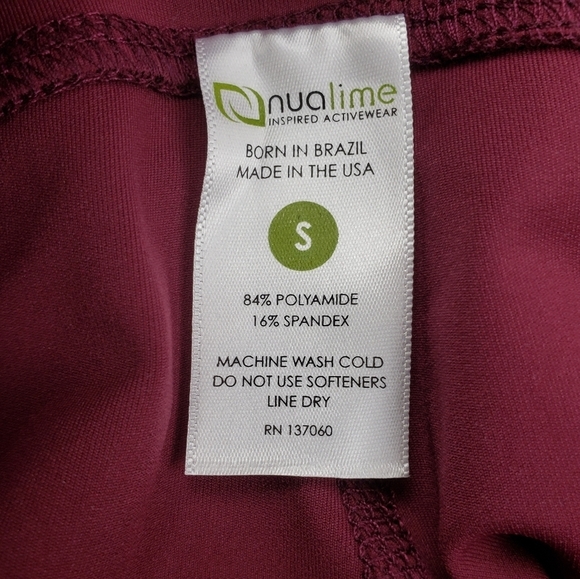 nualime
INSPIRED ACTIVEWEAR
BORN IN BRAZIL
MADE IN THE USA
S
84% POLYAMIDE
16% SPANDEX
MACHINE WASH COLD
DO NOT USE SOFTENERS
LINE DRY
RN 137060